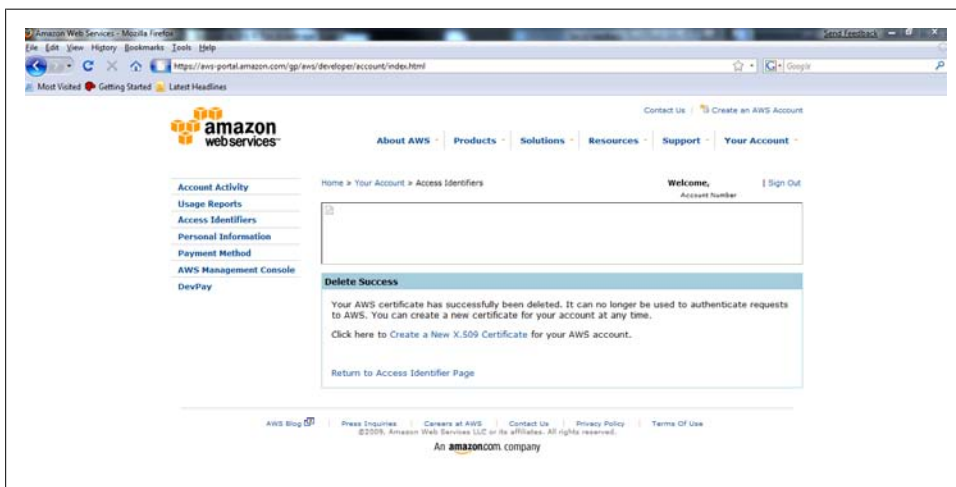 Amazon Web Services - Mozilla Firefox
Send Feedback
File Edit View History Bookmarks Tools Help
https://aws-portal.amazon.com/gp/aws/developer/account/index.html
Google
Most Visited Getting Started Latest Headlines
Contact Us | Create an AWS Account
amazon
webservices™
About AWS Products Solutions Resources Support Your Account
Account Activity
Usage Reports
Access Identifiers
Personal Information
Payment Method
AWS Management Console
DevPay
Home > Your Account > Access Identifiers
Welcome, | Sign Out
Account Number
Delete Success
Your AWS certificate has successfully been deleted. It can no longer be used to authenticate requests
to AWS. You can create a new certificate for your account at any time.
Click here to Create a New X.509 Certificate for your AWS account.
Return to Access Identifier Page
AWS Blog | Press Inquiries | Careers at AWS | Contact Us | Privacy Policy | Terms Of Use
©2009, Amazon Web Services LLC or its affiliates. All rights reserved.
An amazon.com company